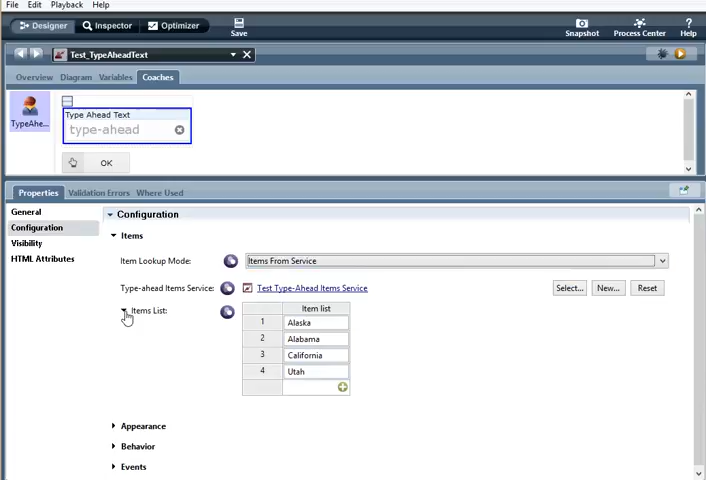 File Edit Playback Help
Designer Inspector Optimizer
Save
Snapshot Process Center Help
Test_TypeAheadText
Overview Diagram Variables Coaches
TypeAhe...
Type Ahead Text
type-ahead
OK
Properties Validation Errors Where Used
General
Configuration
Visibility
HTML Attributes
Configuration
Items
Item Lookup Mode: Items From Service
Type-ahead Items Service: Test Type-Ahead Items Service Select... New... Reset
Items List:
Item list
1 Alaska
2 Alabama
3 California
4 Utah
Appearance
Behavior
Events